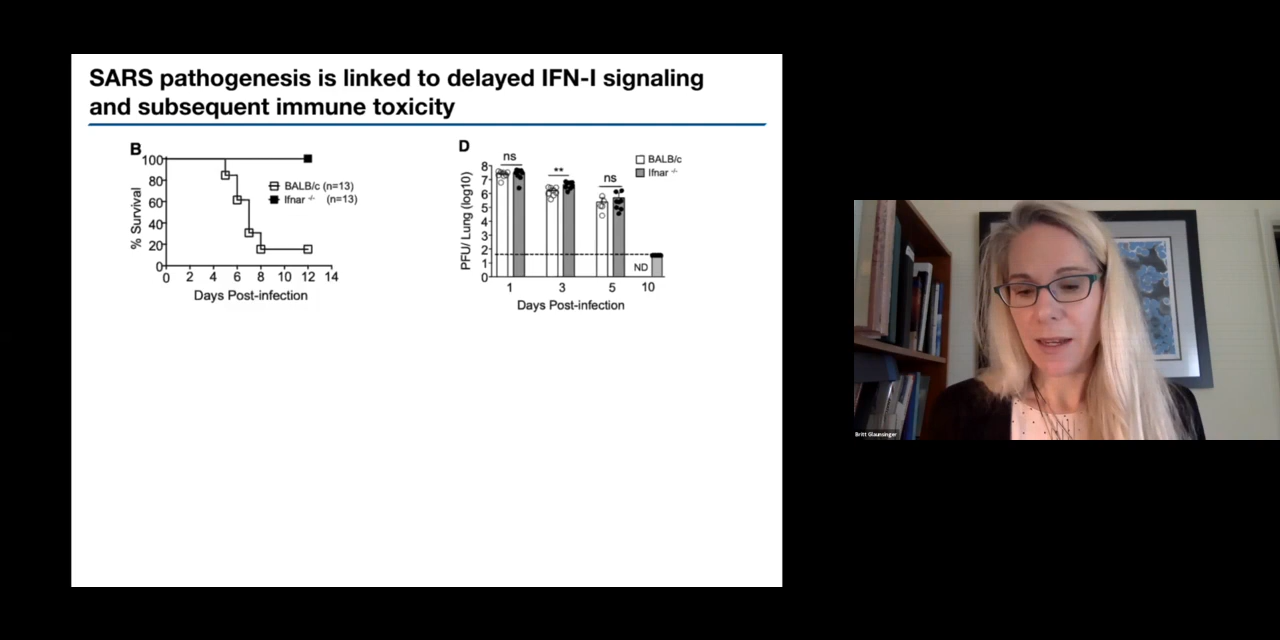 SARS pathogenesis is linked to delayed IFN-I signaling
and subsequent immune toxicity
B
100
80
60
40
20
0
% Survival
BALB/c (n=13)
Ifnar -/- (n=13)
0 2 4 6 8 10 12 14
Days Post-infection
D
8
7
6
5
4
3
2
1
0
PFU/ Lung (log10)
ns
**
ns
ND
BALB/c
Ifnar -/-
1 3 5 10
Days Post-infection
Britt Glaunsinger